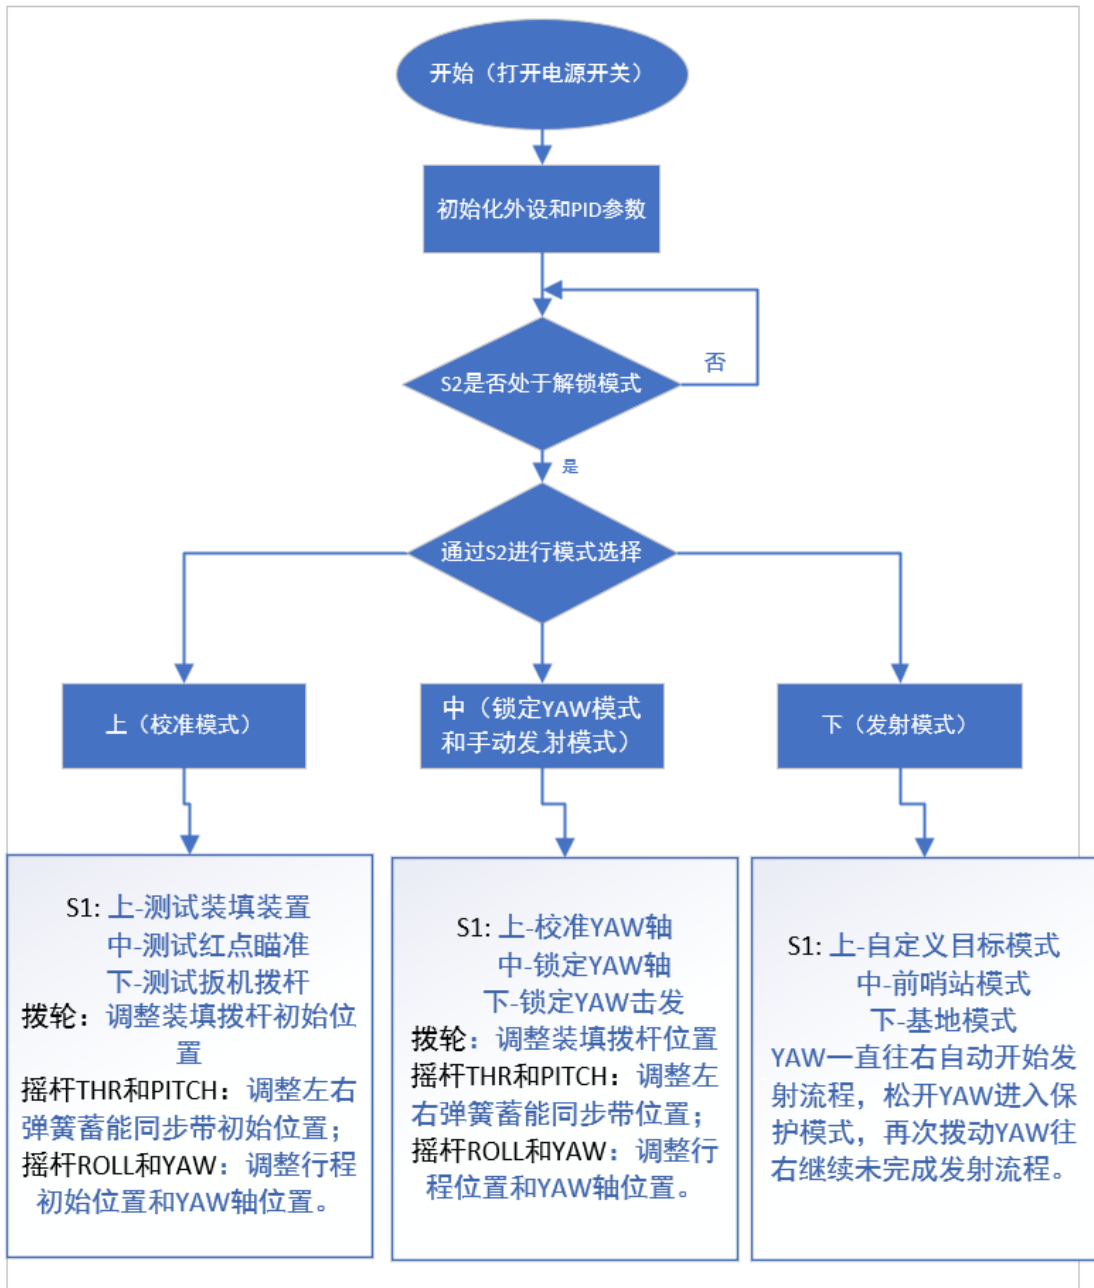 开始（打开电源开关）
初始化外设和PID参数
S2是否处于解锁模式
否
是
通过S2进行模式选择
上（校准模式）
中（锁定YAW模式
和手动发射模式）
下（发射模式）
S1: 上-测试装填装置
中-测试红点瞄准
下-测试扳机拨杆
拨轮：调整装填拨杆初始位
置
摇杆THR和PITCH：调整左右
弹簧蓄能同步带初始位置；
摇杆ROLL和YAW：调整行程
初始位置和YAW轴位置。
S1: 上-校准YAW轴
中-锁定YAW轴
下-锁定YAW击发
拨轮：调整装填拨杆位置
摇杆THR和PITCH：调整左
右弹簧蓄能同步带位置；
摇杆ROLL和YAW：调整行
程位置和YAW轴位置。
S1: 上-自定义目标模式
中-前哨站模式
下-基地模式
YAW一直往右自动开始发
射流程，松开YAW进入保
护模式，再次拨动YAW往
右继续未完成发射流程。